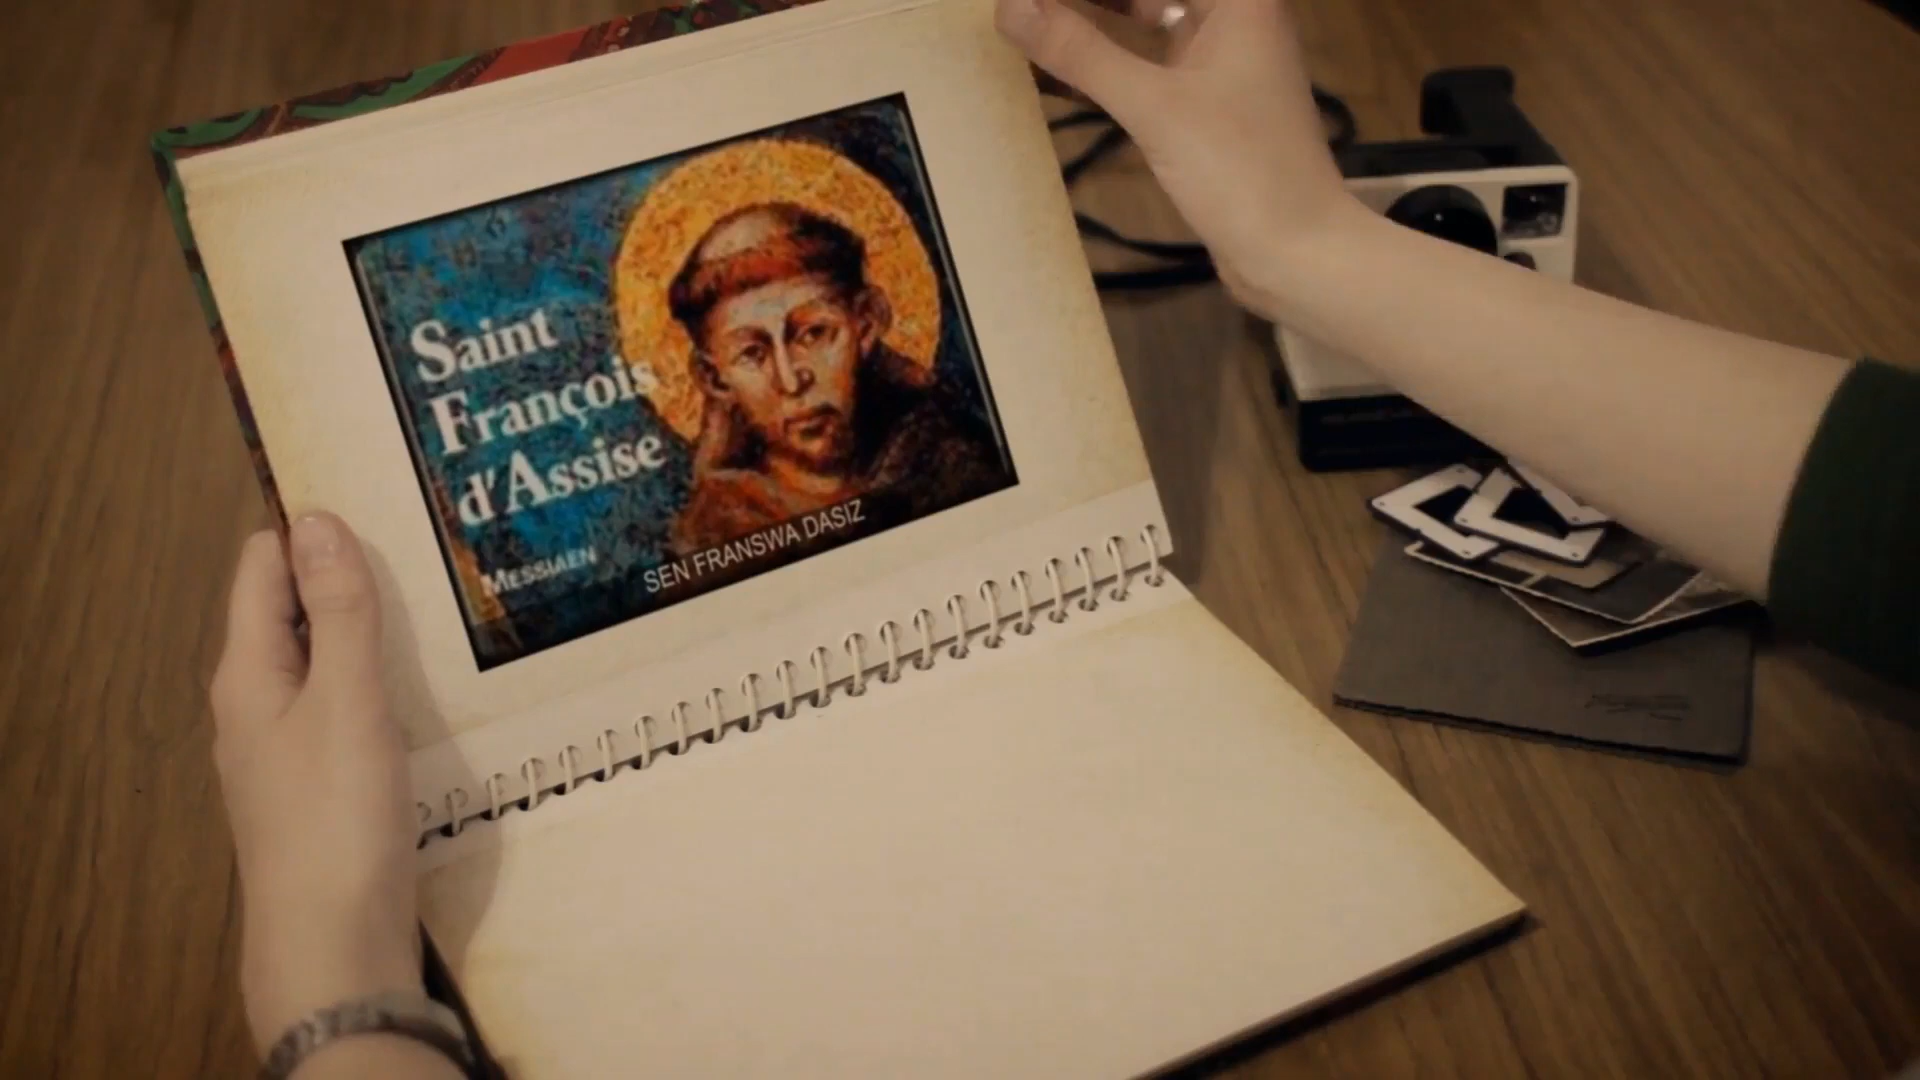 Saint
François
d'Assise
MESSIAEN
SEN FRANSWA DASIZ